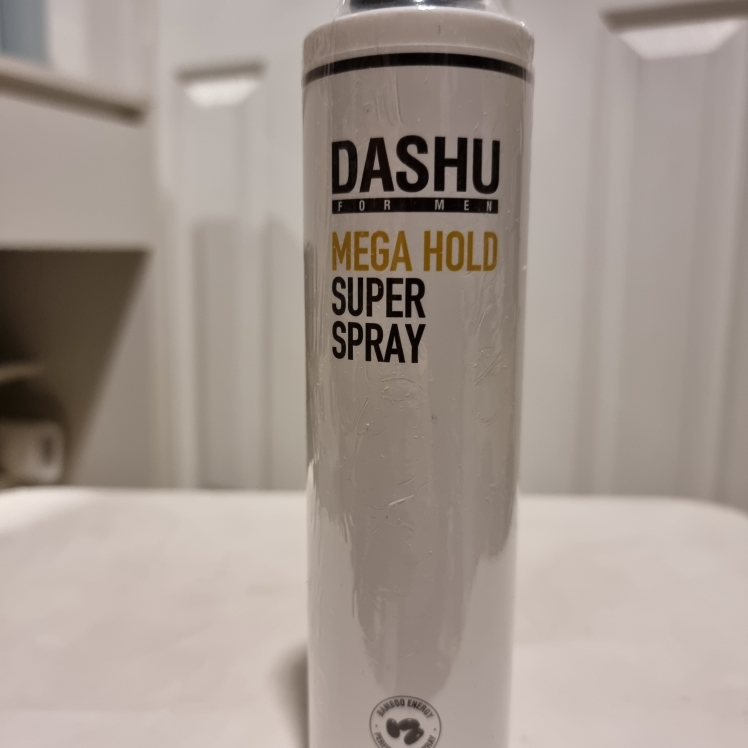 DASHU
FOR MEN
MEGA HOLD
SUPER
SPRAY
BAMBOO ENERGY